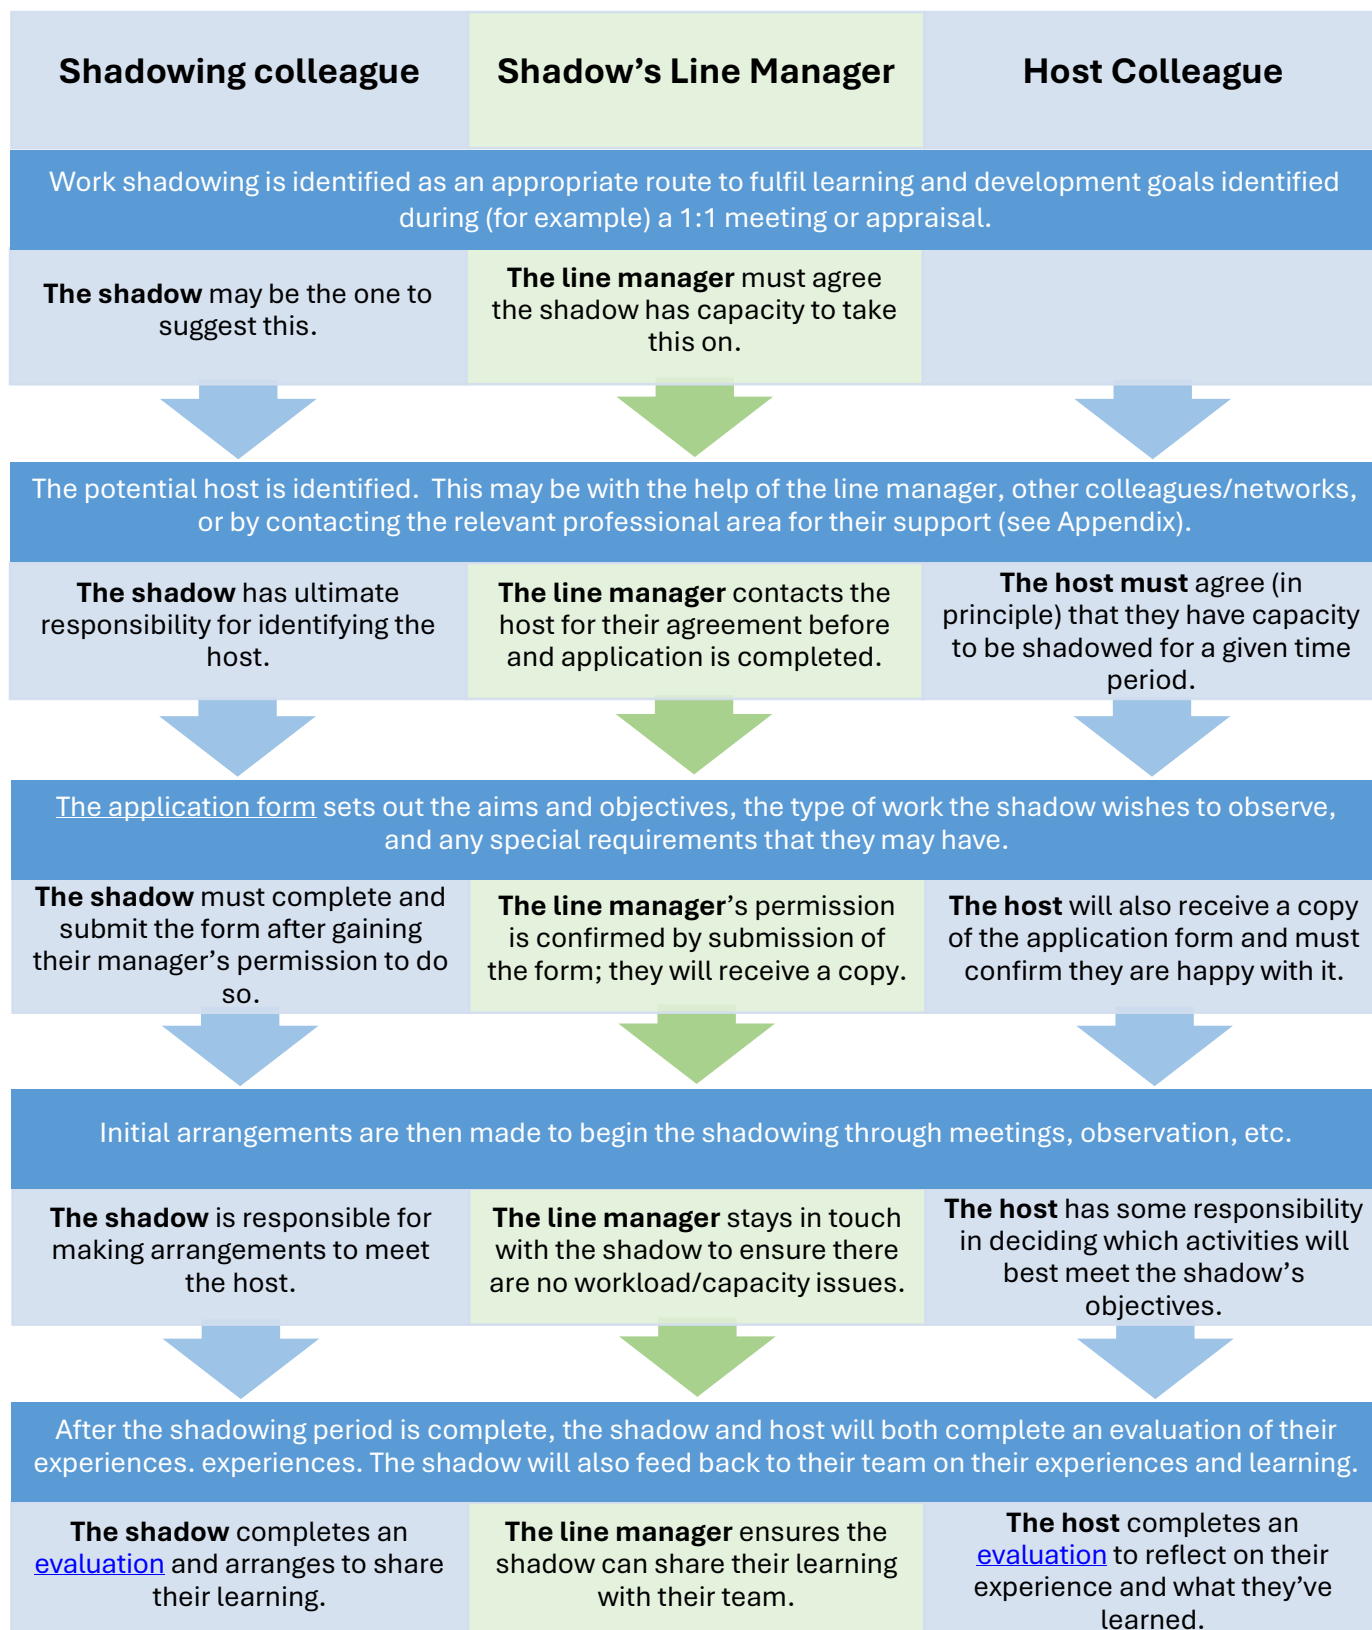 Shadowing colleague
Shadow's Line Manager
Host Colleague
Work shadowing is identified as an appropriate route to fulfil learning and development goals identified
during (for example) a 1:1 meeting or appraisal.
The shadow may be the one to
suggest this.
The line manager must agree
the shadow has capacity to take
this on.
The potential host is identified.  This may be with the help of the line manager, other colleagues/networks,
or by contacting the relevant professional area for their support (see Appendix).
The shadow has ultimate
responsibility for identifying the
host.
The line manager contacts the
host for their agreement before
and application is completed.
The host must agree (in
principle) that they have capacity
to be shadowed for a given time
period.
The application form sets out the aims and objectives, the type of work the shadow wishes to observe,
and any special requirements that they may have.
The shadow must complete and
submit the form after gaining
their manager's permission to do
so.
The line manager's permission
is confirmed by submission of
the form; they will receive a copy.
The host will also receive a copy
of the application form and must
confirm they are happy with it.
Initial arrangements are then made to begin the shadowing through meetings, observation, etc.
The shadow is responsible for
making arrangements to meet
the host.
The line manager stays in touch
with the shadow to ensure there
are no workload/capacity issues.
The host has some responsibility
in deciding which activities will
best meet the shadow's
objectives.
After the shadowing period is complete, the shadow and host will both complete an evaluation of their
experiences. experiences. The shadow will also feed back to their team on their experiences and learning.
The shadow completes an
evaluation and arranges to share
their learning.
The line manager ensures the
shadow can share their learning
with their team.
The host completes an
evaluation to reflect on their
experience and what they've
learned.